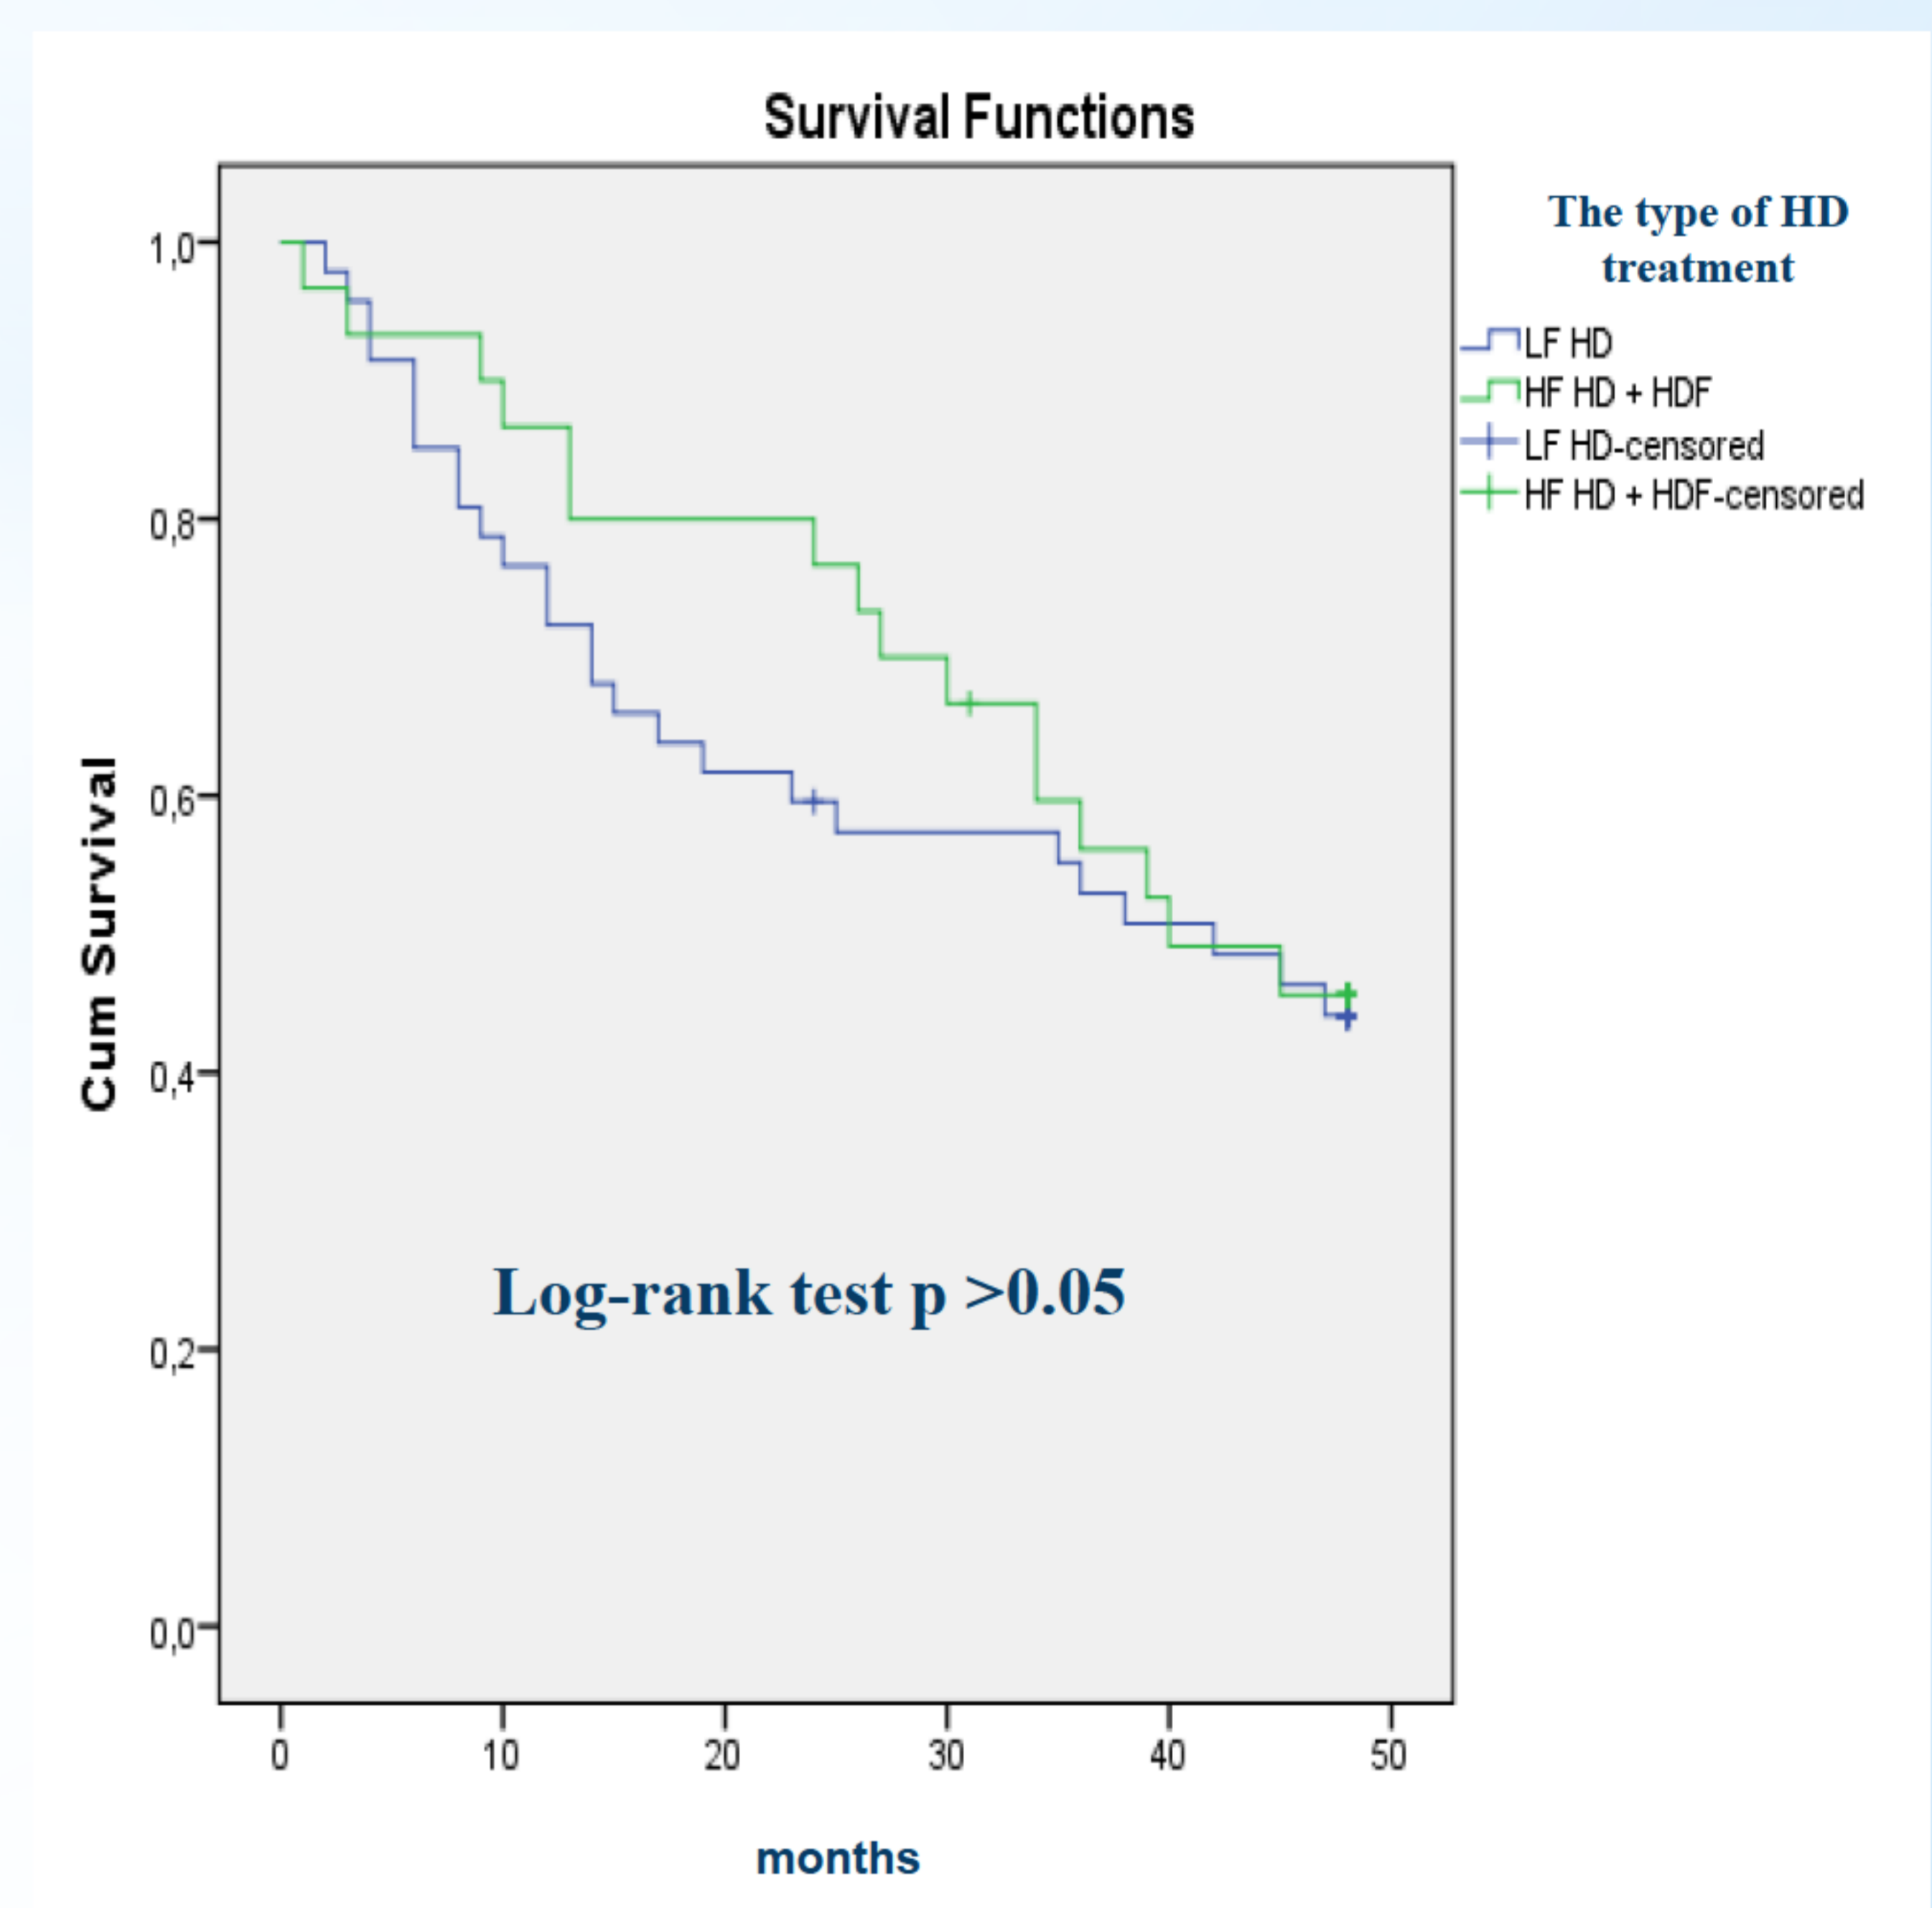 Survival Functions
The type of HD
treatment
LF HD
HF HD + HDF
LF HD-censored
HF HD + HDF-censored
Cum Survival
1,0
0,8
0,6
0,4
0,2
0,0
Log-rank test p >0.05
0 10 20 30 40 50
months